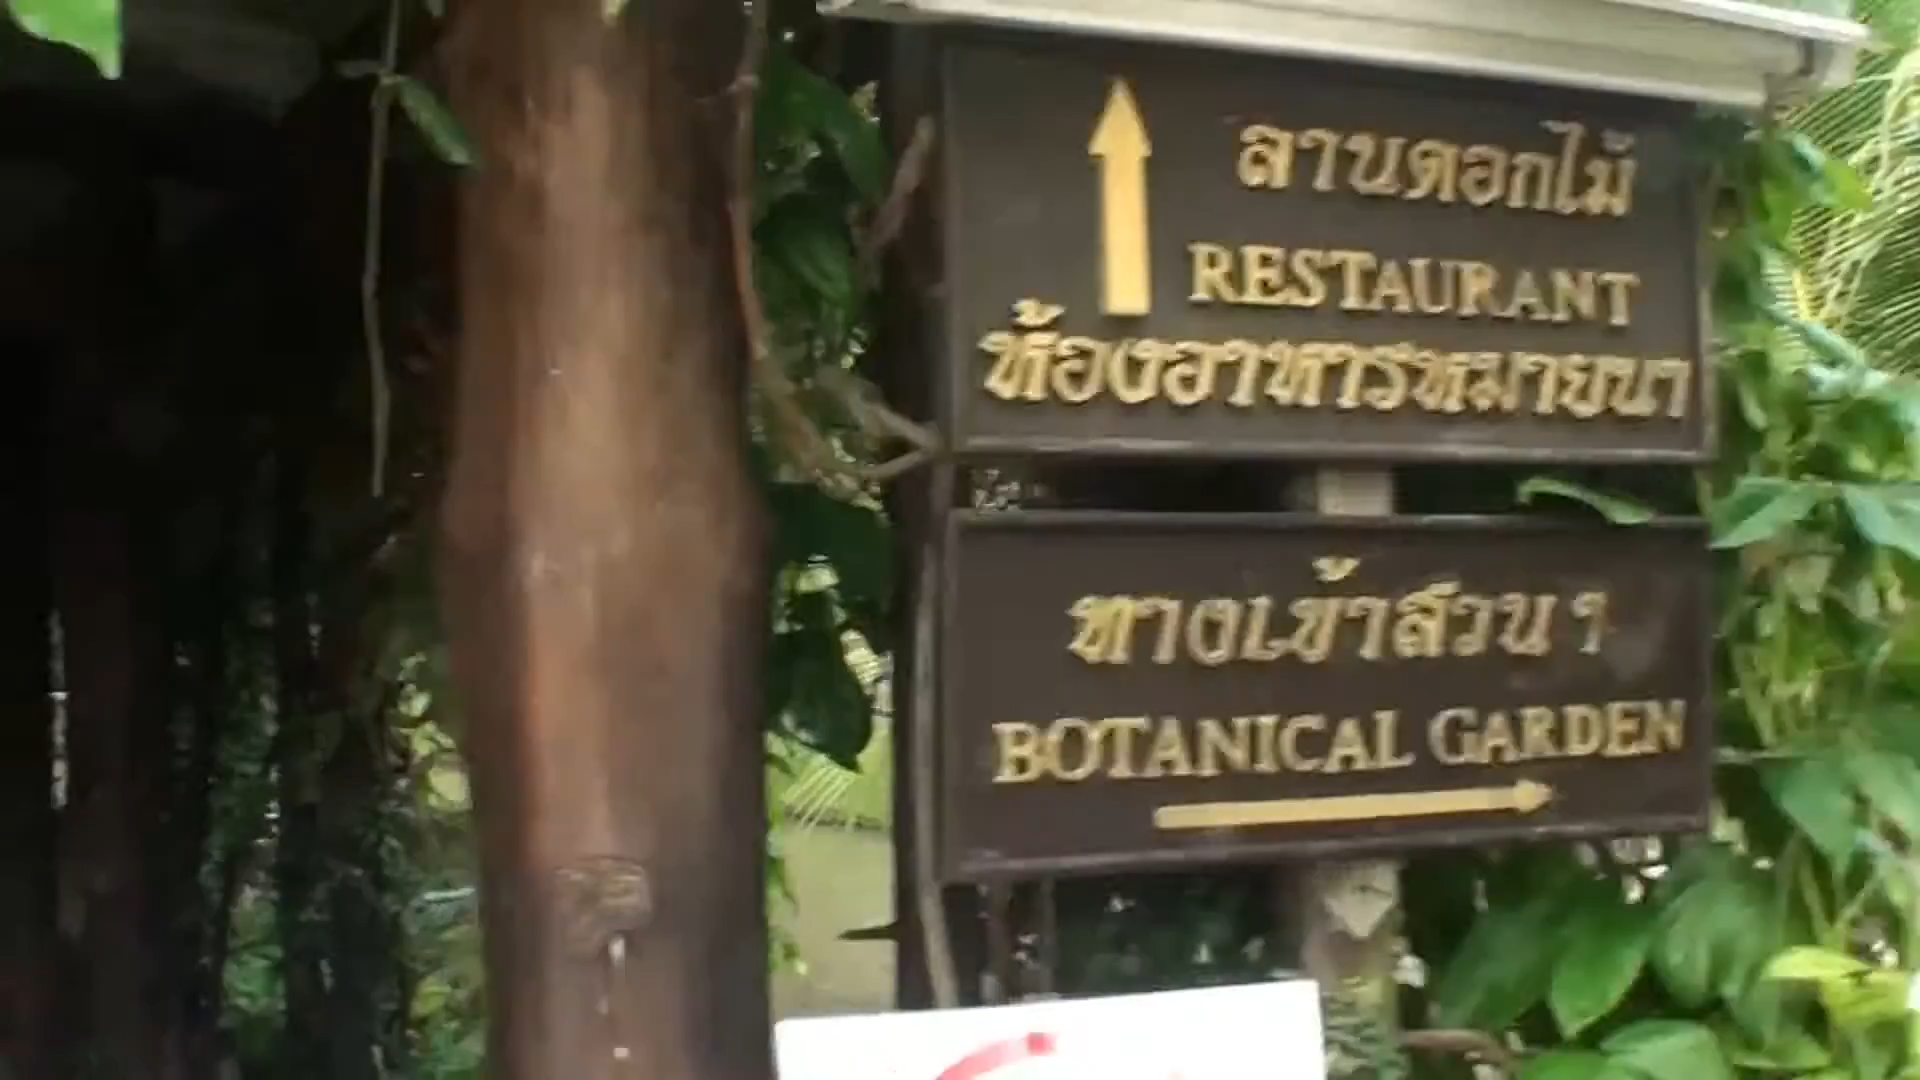 ลานดอกไม้
RESTAURANT
ห้องอาหารหมายนา
ทางเข้าสวน ฯ
BOTANICAL GARDEN